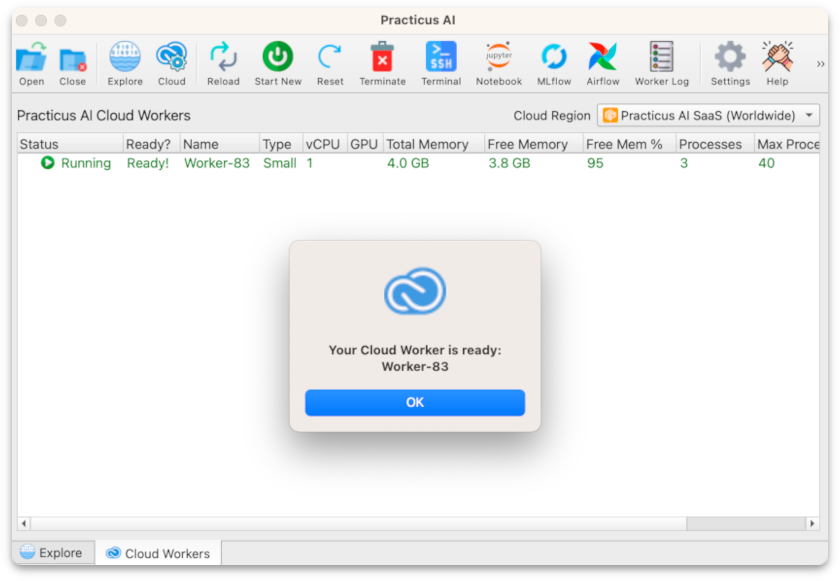 Practicus AI
Open Close Explore Cloud Reload Start New Reset Terminate Terminal Notebook MLflow Airflow Worker Log Settings Help »
>_ SSH
jupyter
Practicus AI Cloud Workers
Cloud Region Practicus AI SaaS (Worldwide)
Status Ready? Name Type vCPU GPU Total Memory Free Memory Free Mem % Processes Max Proce
Running Ready! Worker-83 Small 1 4.0 GB 3.8 GB 95 3 40
Your Cloud Worker is ready:
Worker-83
OK
Explore Cloud Workers